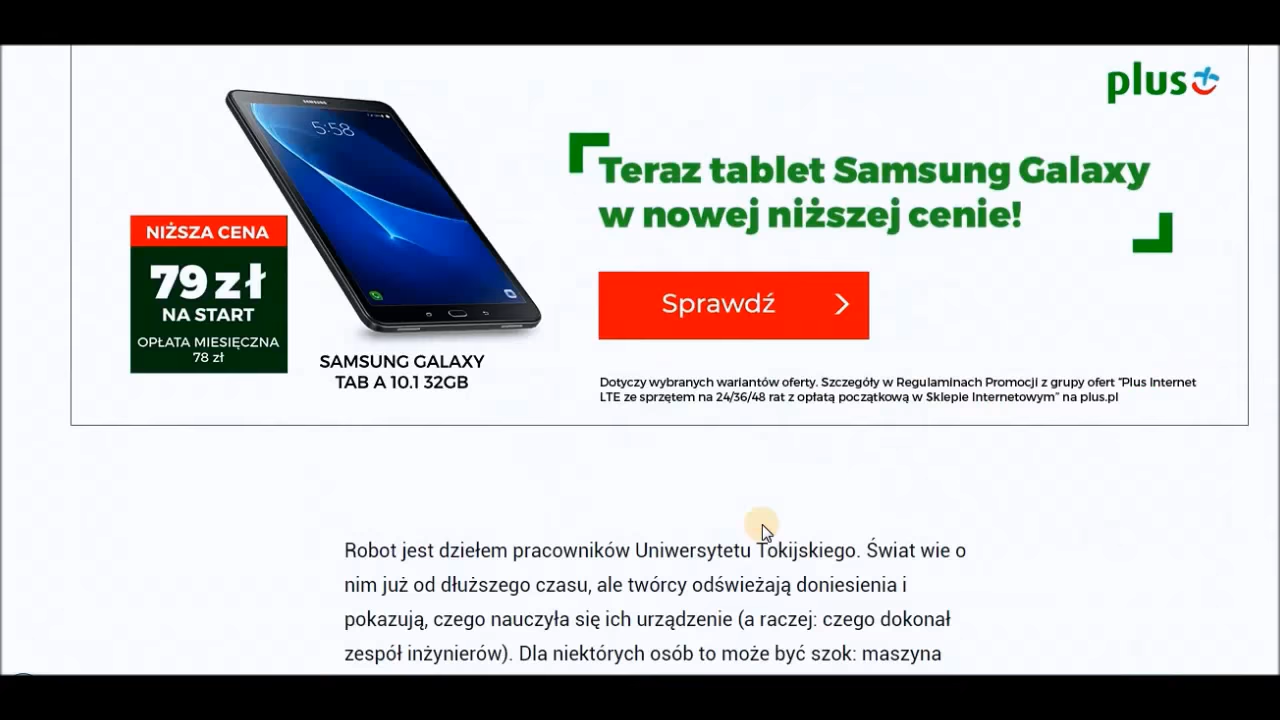 plus
SAMSUNG
5:58
Teraz tablet Samsung Galaxy
w nowej niższej cenie!
NIŻSZA CENA
79 zł
NA START
OPŁATA MIESIĘCZNA
78 zł
Sprawdź
SAMSUNG GALAXY
TAB A 10.1 32GB
Dotyczy wybranych wariantów oferty. Szczegóły w Regulaminach Promocji z grupy ofert "Plus Internet
LTE ze sprzętem na 24/36/48 rat z opłatą początkową w Sklepie Internetowym" na plus.pl
Robot jest dziełem pracowników Uniwersytetu Tokijskiego. Świat wie o
nim już od dłuższego czasu, ale twórcy odświeżają doniesienia i
pokazują, czego nauczyła się ich urządzenie (a raczej: czego dokonał
zespół inżynierów). Dla niektórych osób to może być szok: maszyna